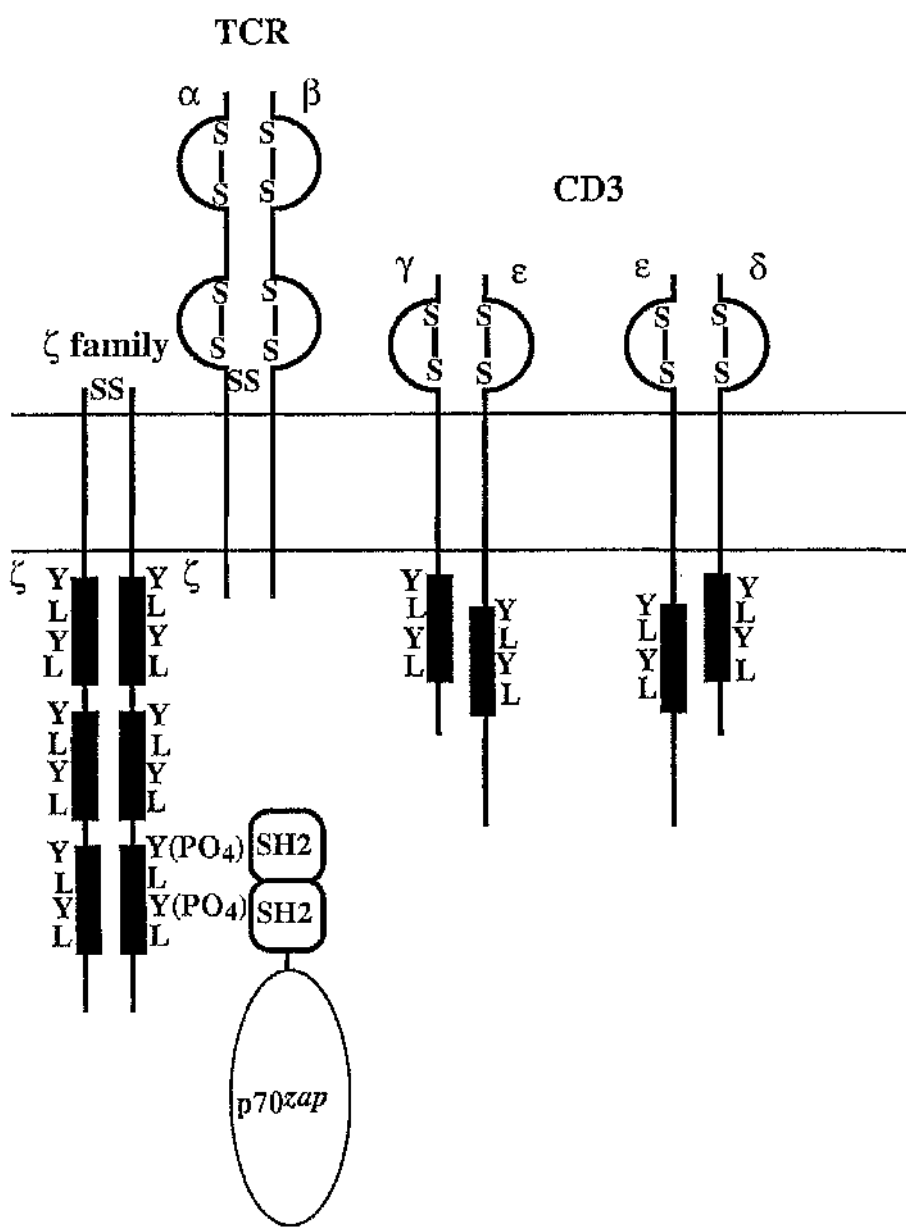 TCR
α β
S S
S S
CD3
γ ε ε δ
S S
S S
S S S S
S S S S
ζ family
SS
SS
ζ ζ
Y Y
L L
Y Y
L L
Y Y
L L
Y Y
L L
Y Y(PO4) SH2
L L
Y Y(PO4) SH2
L L
Y Y
L L
Y Y
L L
Y Y
L L
Y Y
L L
p70zap